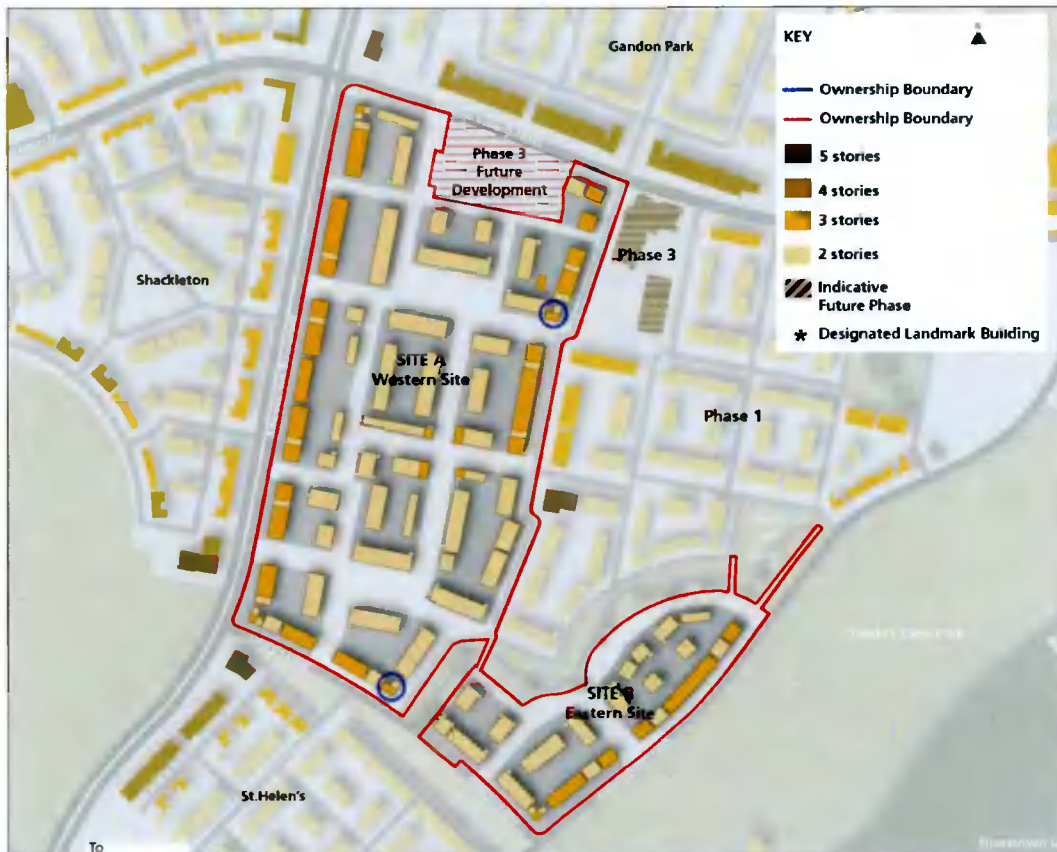 Gandon Park
KEY
Ownership Boundary
Ownership Boundary
5 stories
4 stories
3 stories
2 stories
Indicative
Future Phase
* Designated Landmark Building
Phase 3
Future
Development
Phase 3
Shackleton
SITE A
Western Site
Phase 1
SITE B
Eastern Site
St.Helen's
To